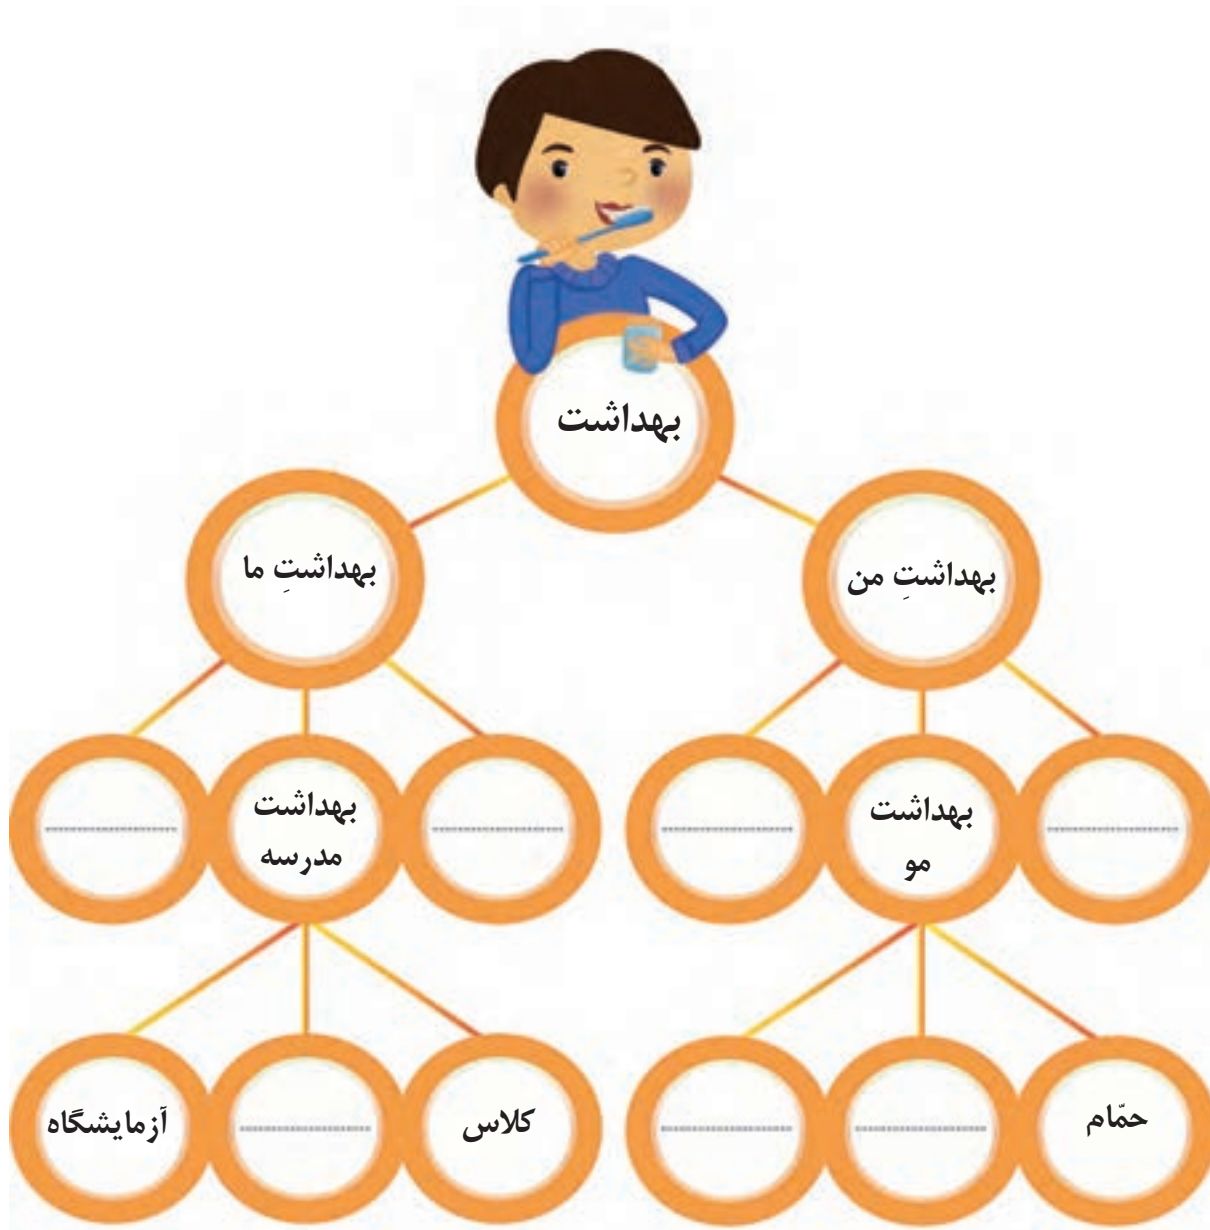 بهداشت
بهداشتِ من
بهداشتِ ما
بهداشت
مو
بهداشت
مدرسه
حمّام
کلاس
آزمایشگاه